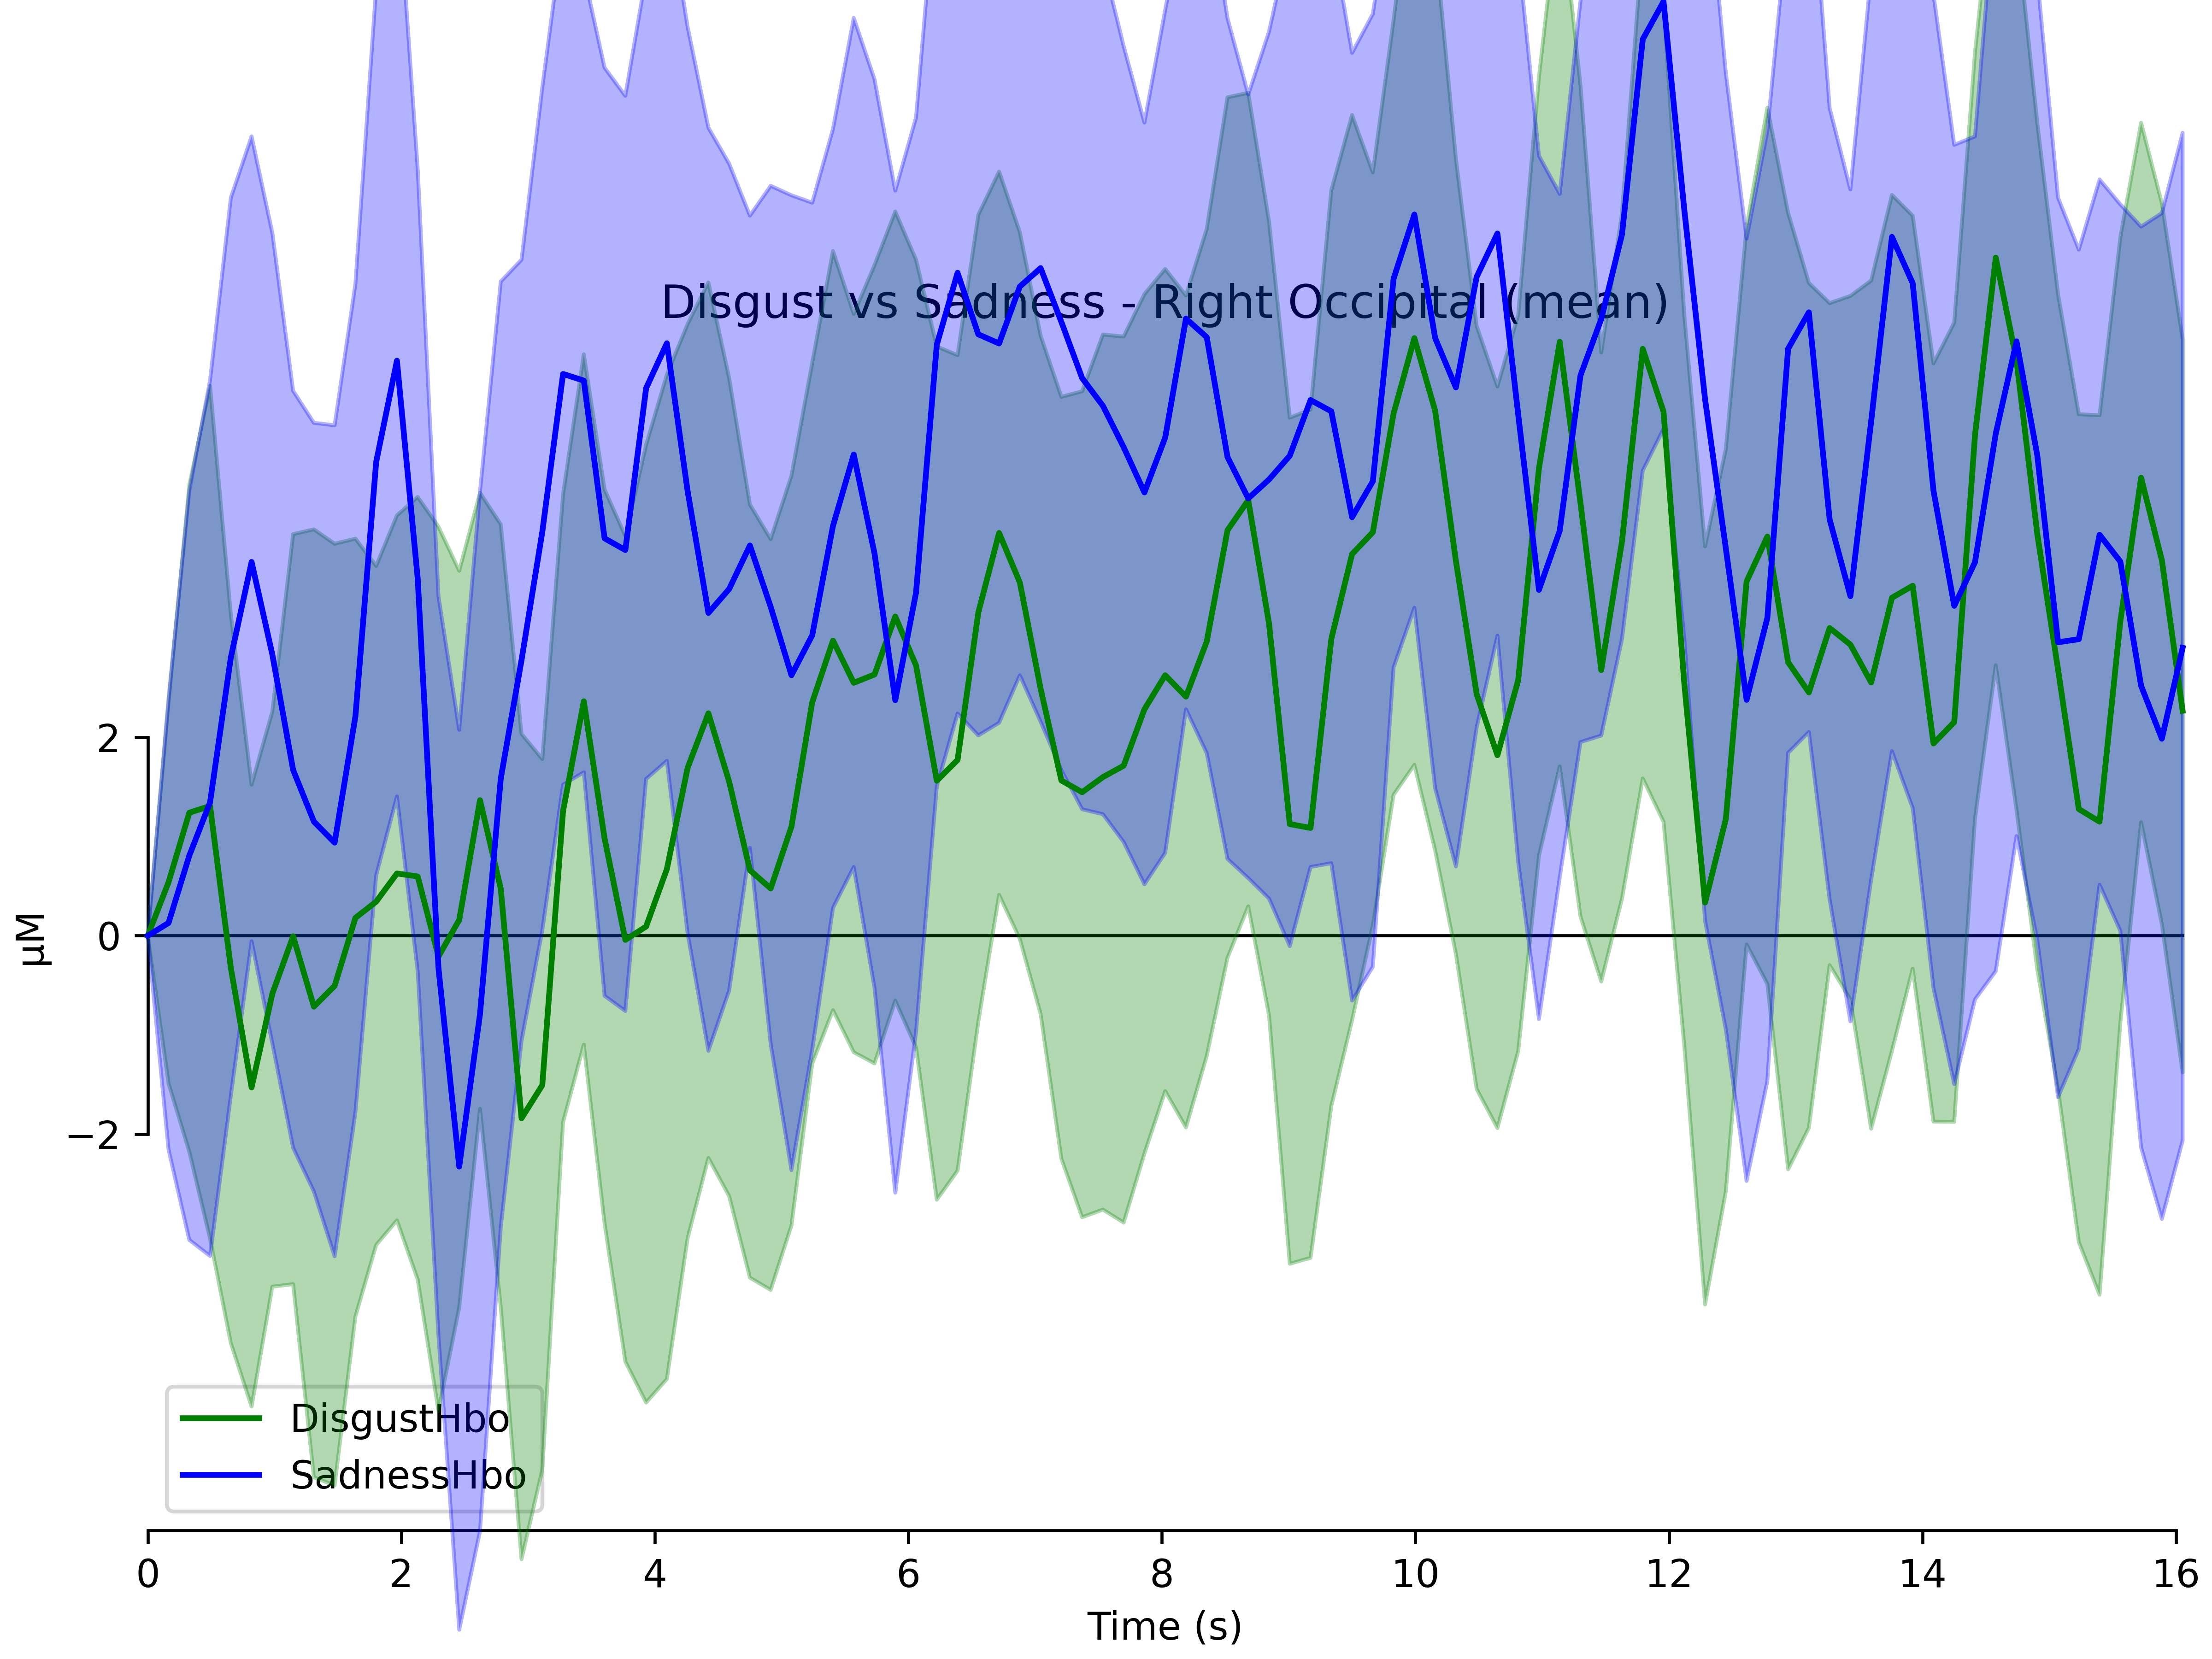 Disgust vs Sadness - Right Occipital (mean)
2
0
−2
µM
DisgustHbo
SadnessHbo
0 2 4 6 8 10 12 14 16
Time (s)